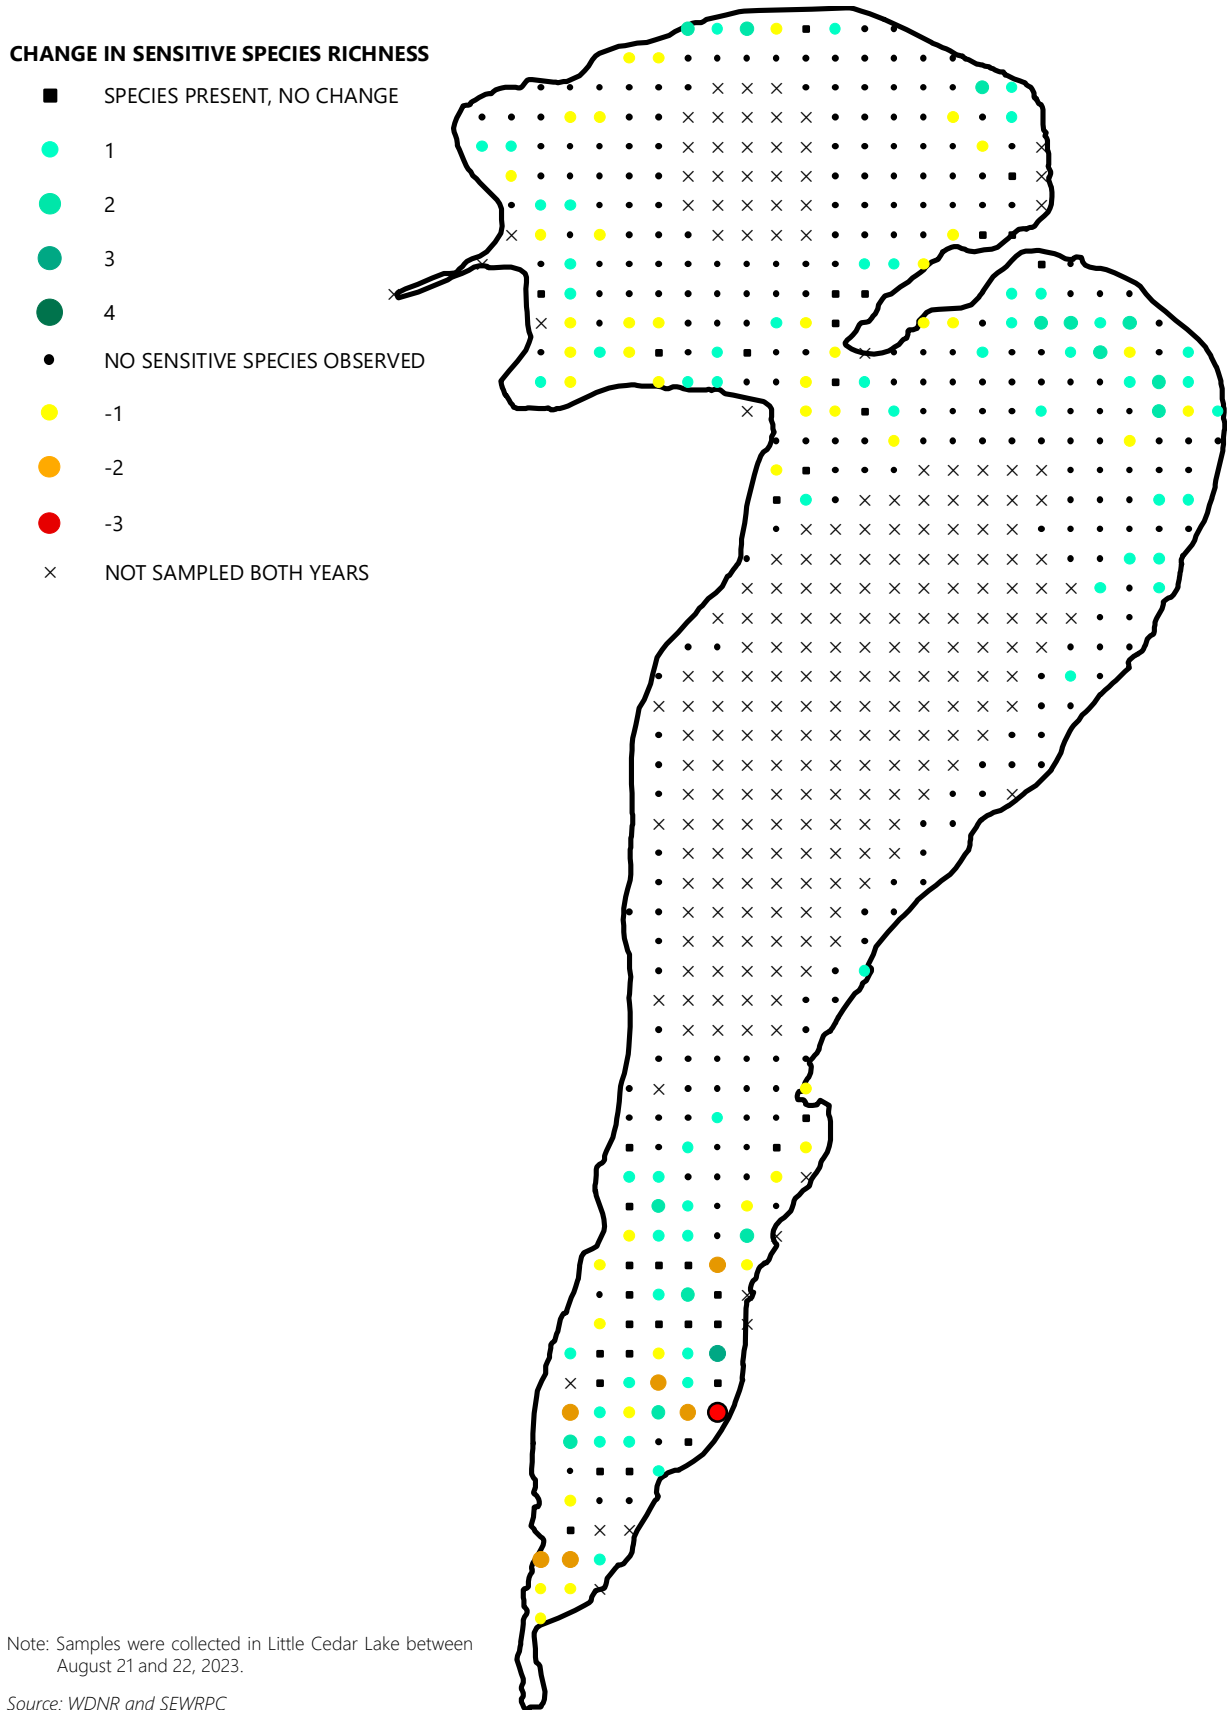 CHANGE IN SENSITIVE SPECIES RICHNESS
SPECIES PRESENT, NO CHANGE
1
2
3
4
NO SENSITIVE SPECIES OBSERVED
-1
-2
-3
NOT SAMPLED BOTH YEARS
Note: Samples were collected in Little Cedar Lake between
August 21 and 22, 2023.
Source: WDNR and SEWRPC